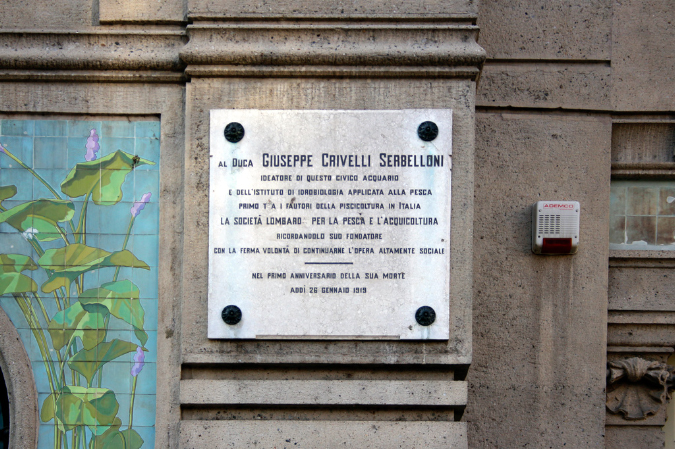 AL DUCA GIUSEPPE CRIVELLI SERBELLONI
IDEATORE DI QUESTO CIVICO ACQUARIO
E DELL'ISTITUTO DI IDROBIOLOGIA APPLICATA ALLA PESCA
PRIMO TRA I FAUTORI DELLA PISCICOLTURA IN ITALIA
LA SOCIETÀ LOMBARD PER LA PESCA E L'ACQUICOLTURA
RICORDANDOLO SUO FONDATORE
CON LA FERMA VOLONTÀ DI CONTINUARNE L'OPERA ALTAMENTE SOCIALE
NEL PRIMO ANNIVERSARIO DELLA SUA MORTE
ADDÌ 26 GENNAIO 1919